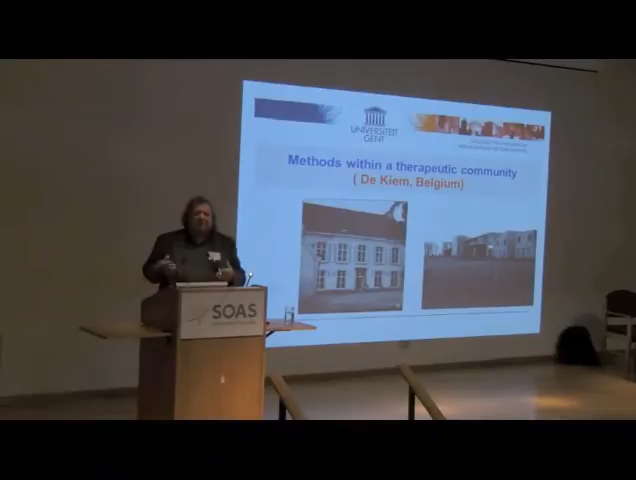 UNIVERSITEIT
GENT
Methods within a therapeutic community
( De Kiem, Belgium)
SOAS